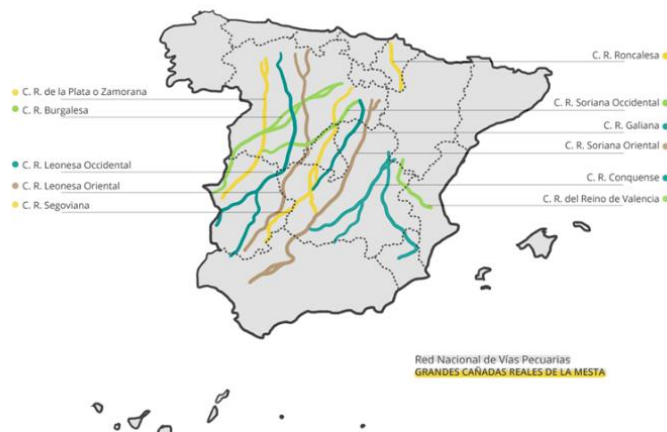 C. R. Roncalesa
C. R. de la Plata o Zamorana
C. R. Burgalesa
C. R. Soriana Occidental
C. R. Galiana
C. R. Soriana Oriental
C. R. Leonesa Occidental
C. R. Leonesa Oriental
C. R. Segoviana
C. R. Conquense
C. R. del Reino de Valencia
Red Nacional de Vías Pecuarias
GRANDES CAÑADAS REALES DE LA MESTA